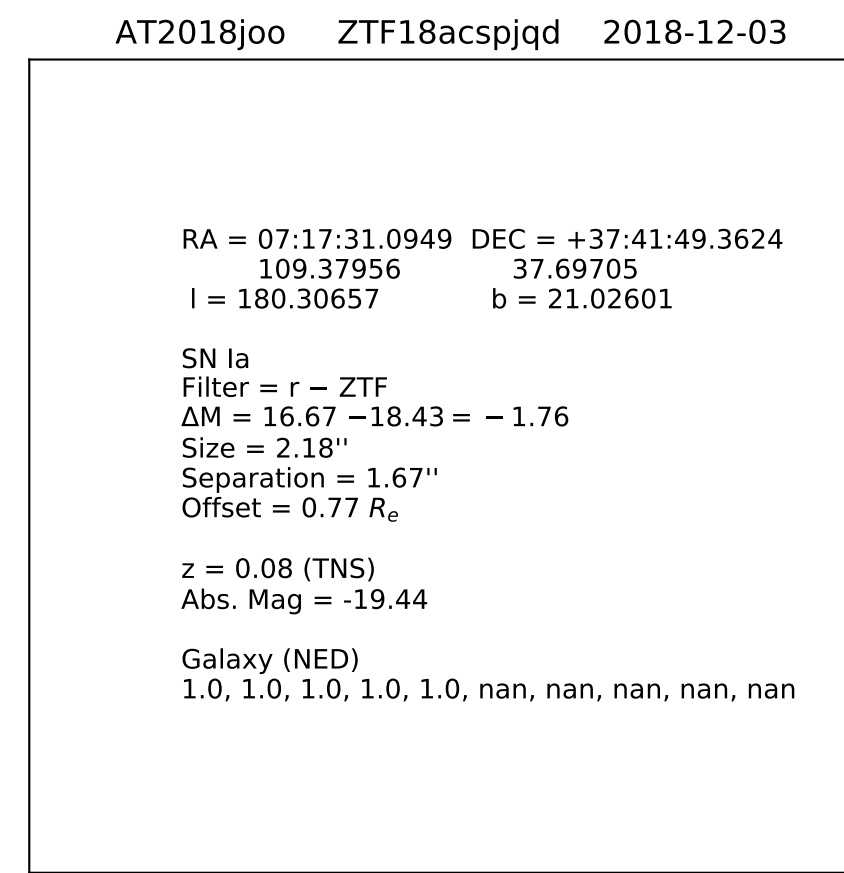 AT2018joo ZTF18acspjqd 2018-12-03
RA = 07:17:31.0949 DEC = +37:41:49.3624
109.37956 37.69705
l = 180.30657 b = 21.02601
SN Ia
Filter = r − ZTF
ΔM = 16.67 −18.43 = − 1.76
Size = 2.18''
Separation = 1.67''
Offset = 0.77 Re
z = 0.08 (TNS)
Abs. Mag = -19.44
Galaxy (NED)
1.0, 1.0, 1.0, 1.0, 1.0, nan, nan, nan, nan, nan